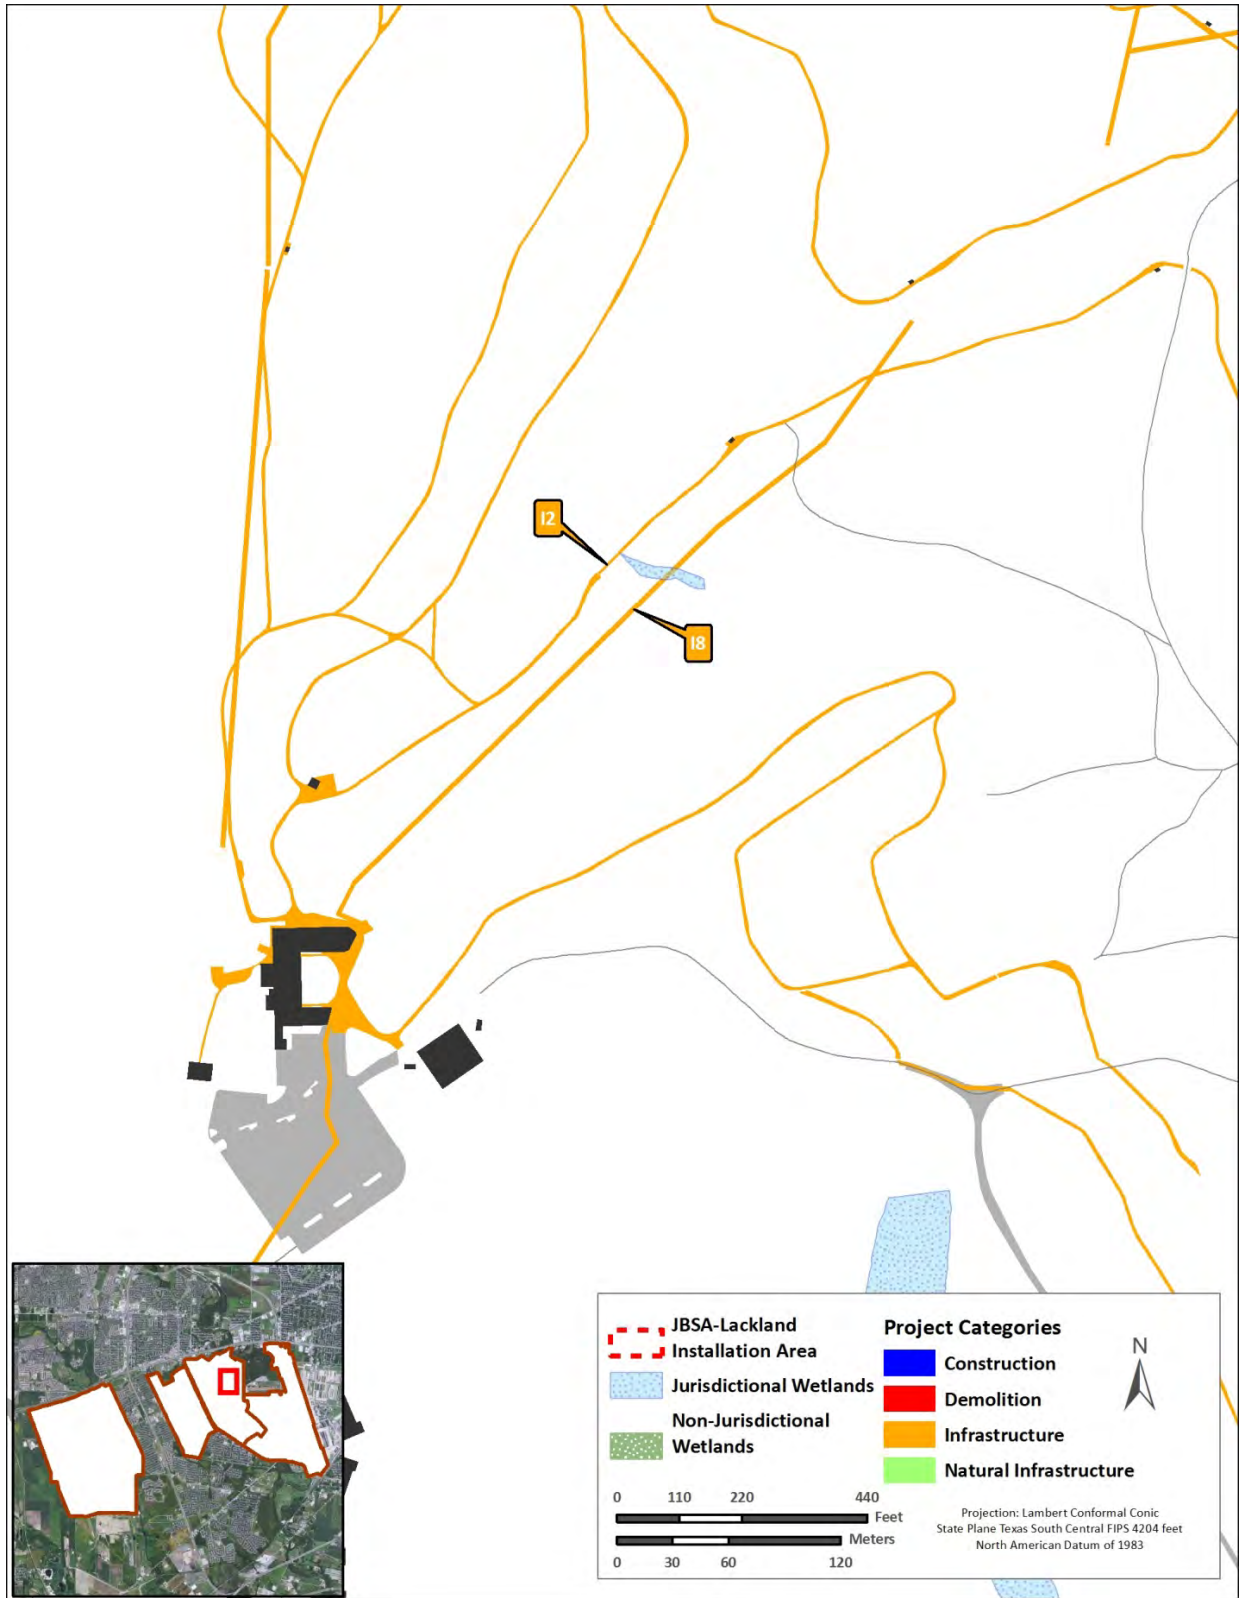 I2
I8
JBSA-Lackland
Installation Area
Jurisdictional Wetlands
Non-Jurisdictional
Wetlands
Project Categories
Construction
Demolition
Infrastructure
Natural Infrastructure
N
0 110 220 440
Feet
Meters
0 30 60 120
Projection: Lambert Conformal Conic
State Plane Texas South Central FIPS 4204 feet
North American Datum of 1983